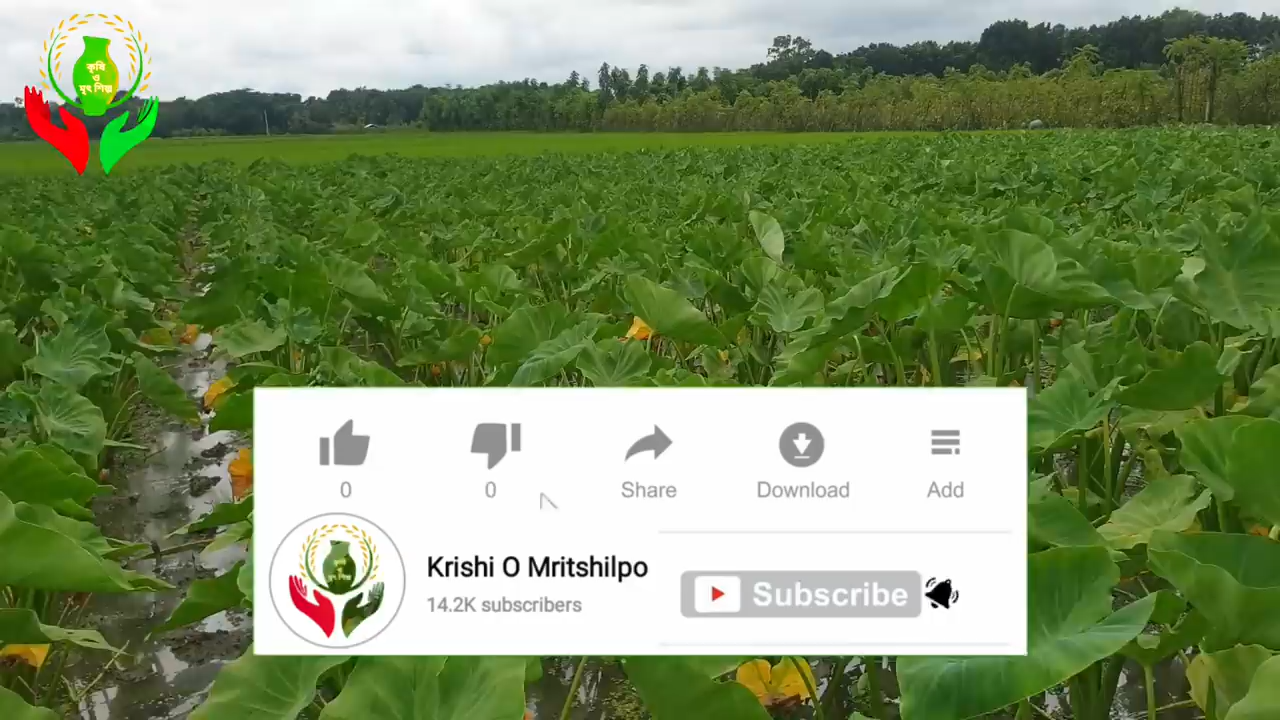 কৃষি
ও
মৃৎ শিল্প
0
0
Share
Download
Add
Krishi O Mritshilpo
14.2K subscribers
Subscribe